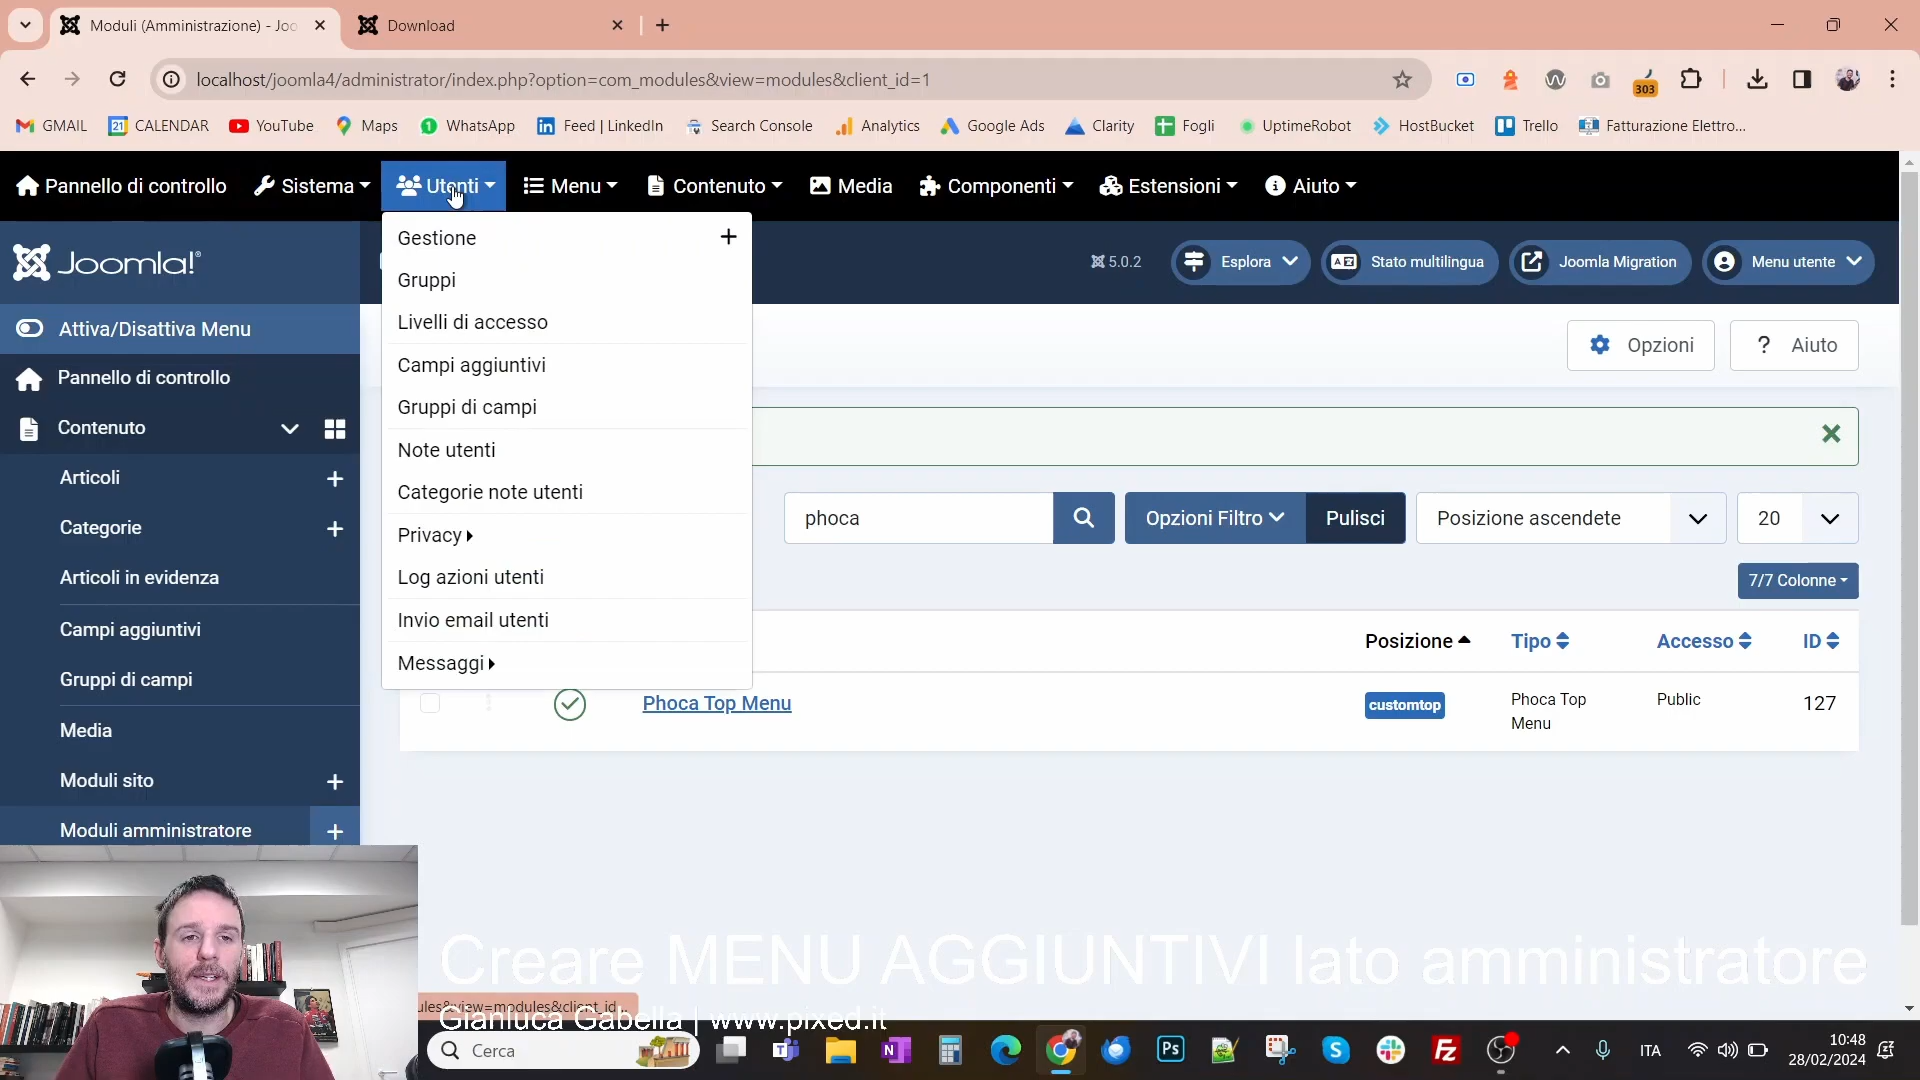 Moduli (Amministrazione) - Joo
Download
localhost/joomla4/administrator/index.php?option=com_modules&view=modules&client_id=1
303
GMAIL
21
CALENDAR
YouTube
Maps
WhatsApp
Feed | LinkedIn
Search Console
Analytics
Google Ads
Clarity
Fogli
UptimeRobot
HostBucket
Trello
Fatturazione Elettro...
Pannello di controllo
Sistema
Utenti
Menu
Contenuto
Media
Componenti
Estensioni
Aiuto
Joomla!
Gestione
Gruppi
Livelli di accesso
Campi aggiuntivi
Gruppi di campi
Note utenti
Categorie note utenti
Privacy
Log azioni utenti
Invio email utenti
Messaggi
5.0.2
Esplora
Stato multilingua
Joomla Migration
Menu utente
Attiva/Disattiva Menu
Pannello di controllo
Contenuto
Articoli
Categorie
Articoli in evidenza
Campi aggiuntivi
Gruppi di campi
Media
Moduli sito
Moduli amministratore
Opzioni
? Aiuto
phoca
Opzioni Filtro
Pulisci
Posizione ascendete
20
7/7 Colonne
Posizione
Tipo
Accesso
ID
Phoca Top Menu
customtop
Phoca Top
Menu
Public
127
Creare MENU AGGIUNTIVI lato amministratore
ules&view=modules&client_id...
Gianluca Gabella | www.pixed.it
Cerca
Ps
ITA
10:48
28/02/2024